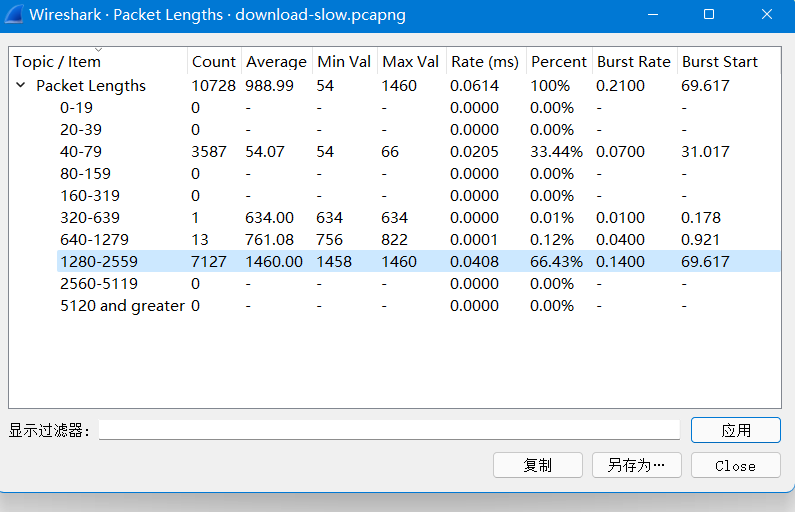 Wireshark · Packet Lengths · download-slow.pcapng
Topic / Item Count Average Min Val Max Val Rate (ms) Percent Burst Rate Burst Start
Packet Lengths 10728 988.99 54 1460 0.0614 100% 0.2100 69.617
0-19 0 - - - 0.0000 0.00% - -
20-39 0 - - - 0.0000 0.00% - -
40-79 3587 54.07 54 66 0.0205 33.44% 0.0700 31.017
80-159 0 - - - 0.0000 0.00% - -
160-319 0 - - - 0.0000 0.00% - -
320-639 1 634.00 634 634 0.0000 0.01% 0.0100 0.178
640-1279 13 761.08 756 822 0.0001 0.12% 0.0400 0.921
1280-2559 7127 1460.00 1458 1460 0.0408 66.43% 0.1400 69.617
2560-5119 0 - - - 0.0000 0.00% - -
5120 and greater 0 - - - 0.0000 0.00% - -
显示过滤器： 应用
复制 另存为… Close